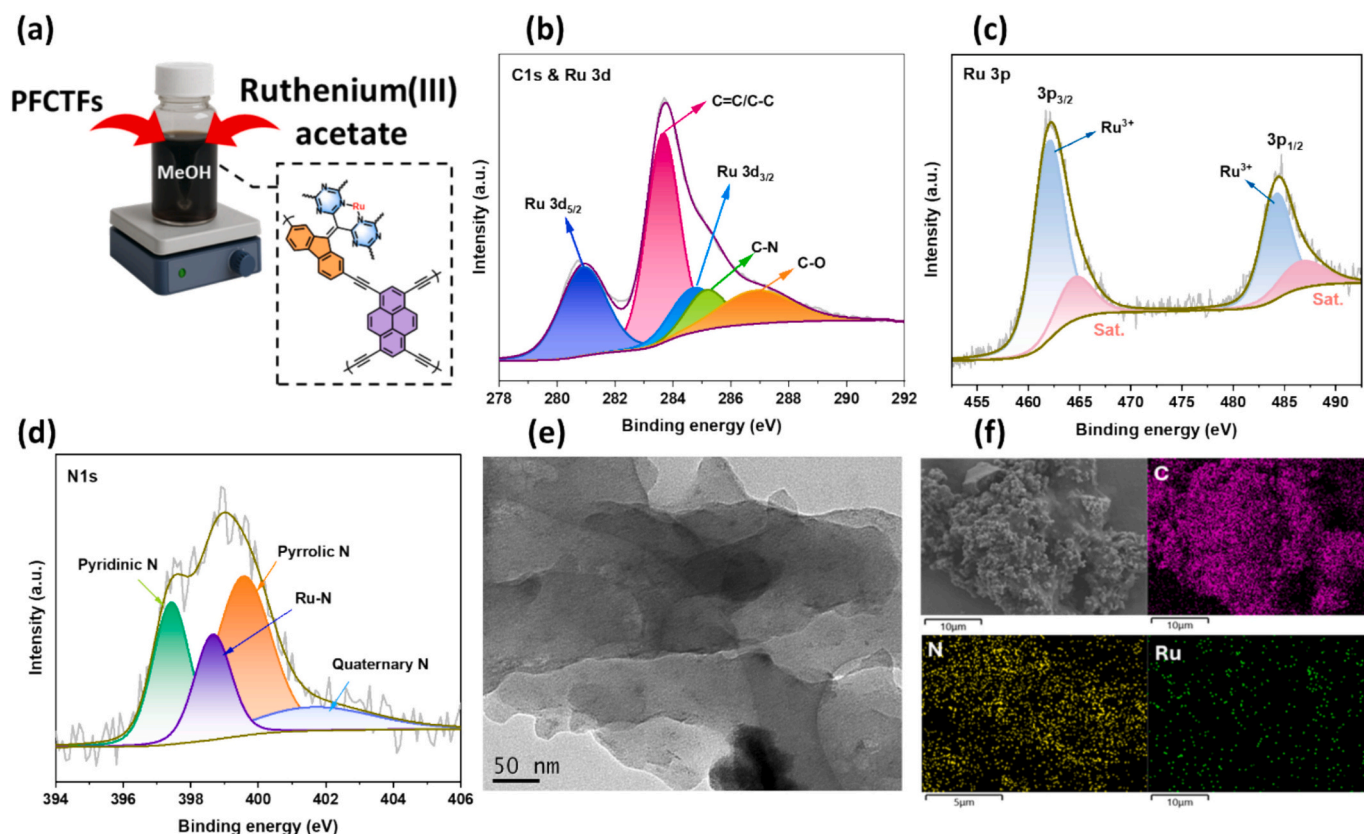 (a)
PFCTFs
Ruthenium(III)
acetate
MeOH
N
N
N
N
N
N
Ru
(b)
C1s & Ru 3d
C=C/C-C
Ru 3d5/2
Ru 3d3/2
C-N
C-O
Intensity (a.u.)
278 280 282 284 286 288 290 292
Binding energy (eV)
(c)
Ru 3p
3p3/2
Ru3+
3p1/2
Ru3+
Sat.
Sat.
Intensity (a.u.)
455 460 465 470 475 480 485 490
Binding energy (eV)
(d)
N1s
Pyridinic N
Pyrrolic N
Ru-N
Quaternary N
Intensity (a.u.)
394 396 398 400 402 404 406
Binding energy (eV)
(e)
50 nm
(f)
C
10μm
10μm
N
Ru
5μm
10μm